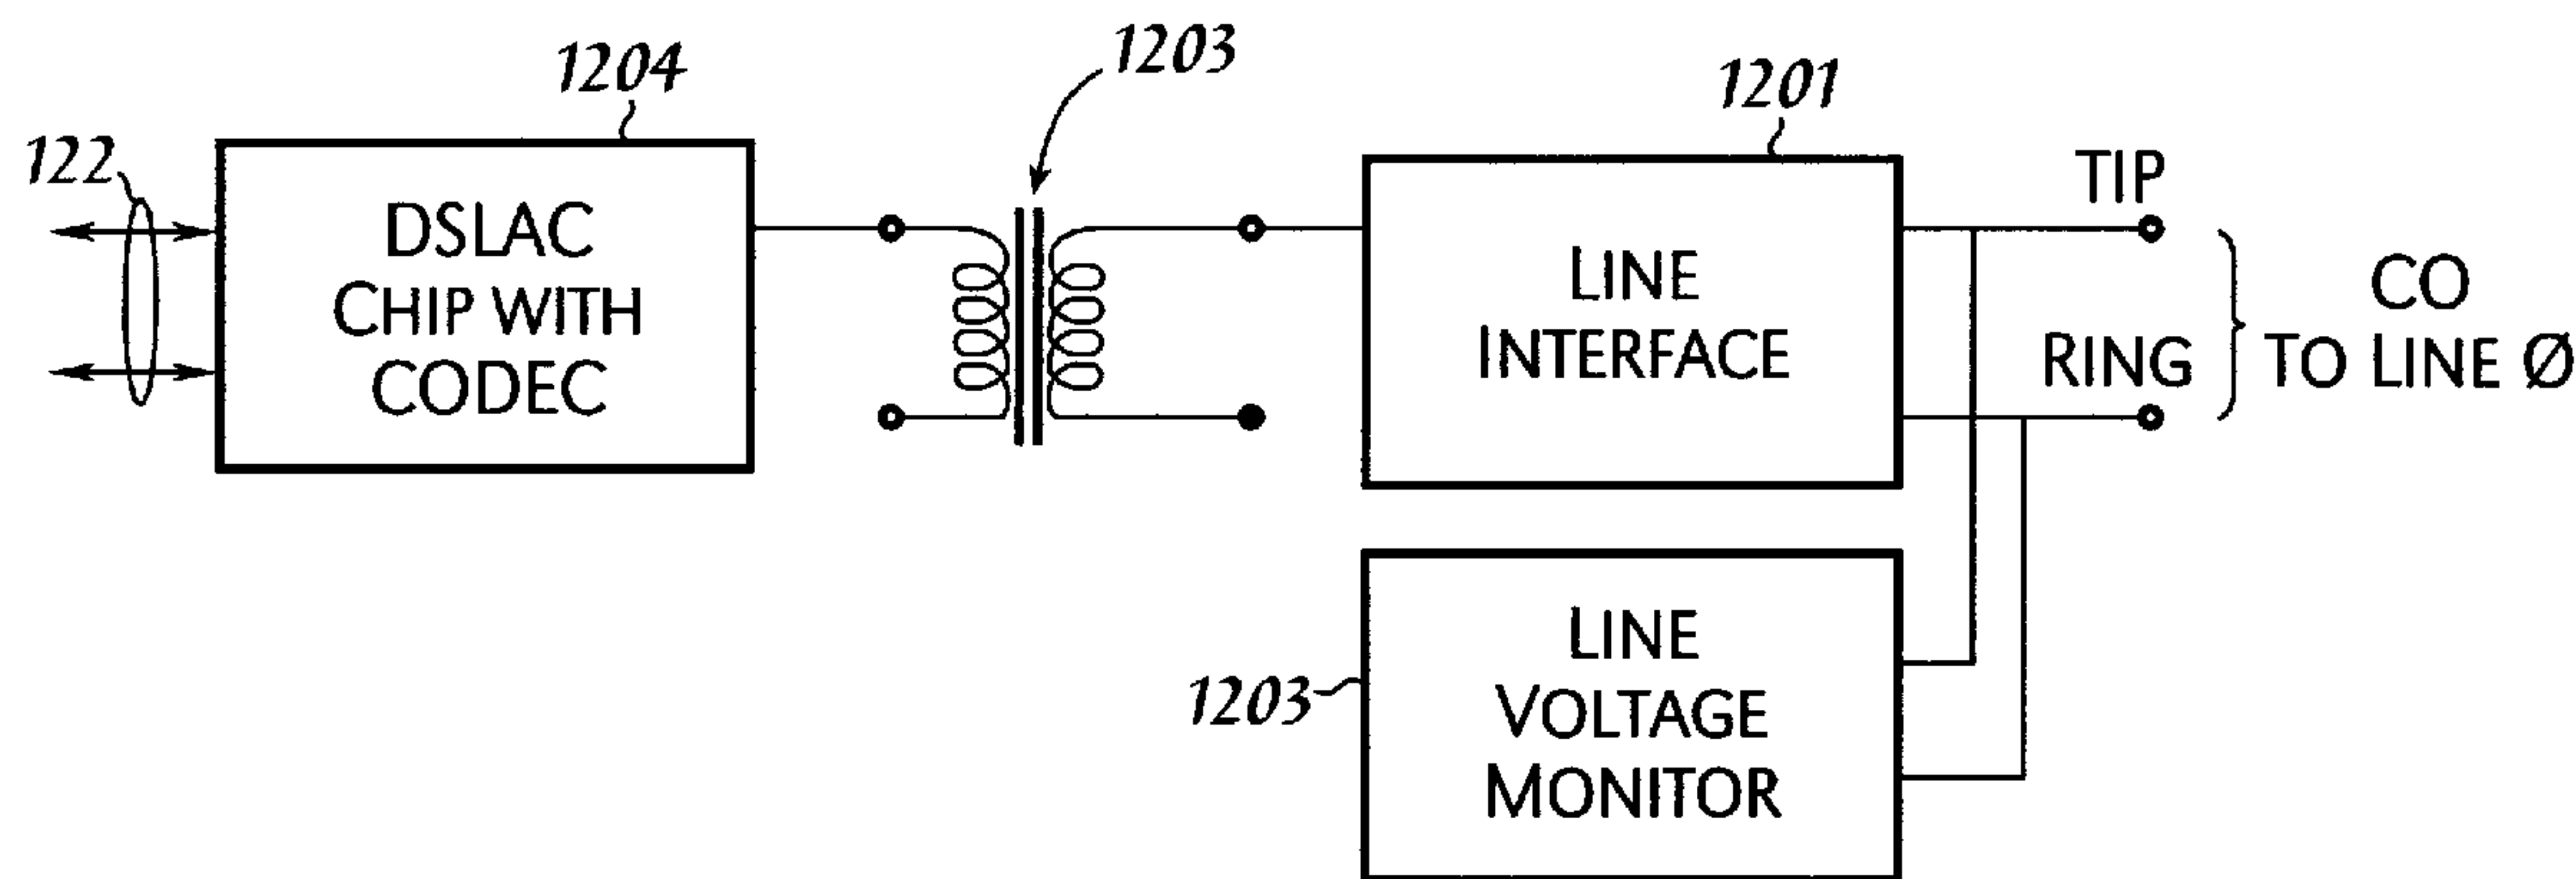 1204
1203
1201
122
DSLAC
CHIP WITH
CODEC
LINE
INTERFACE
TIP
RING
CO
TO LINE Ø
1203
LINE
VOLTAGE
MONITOR